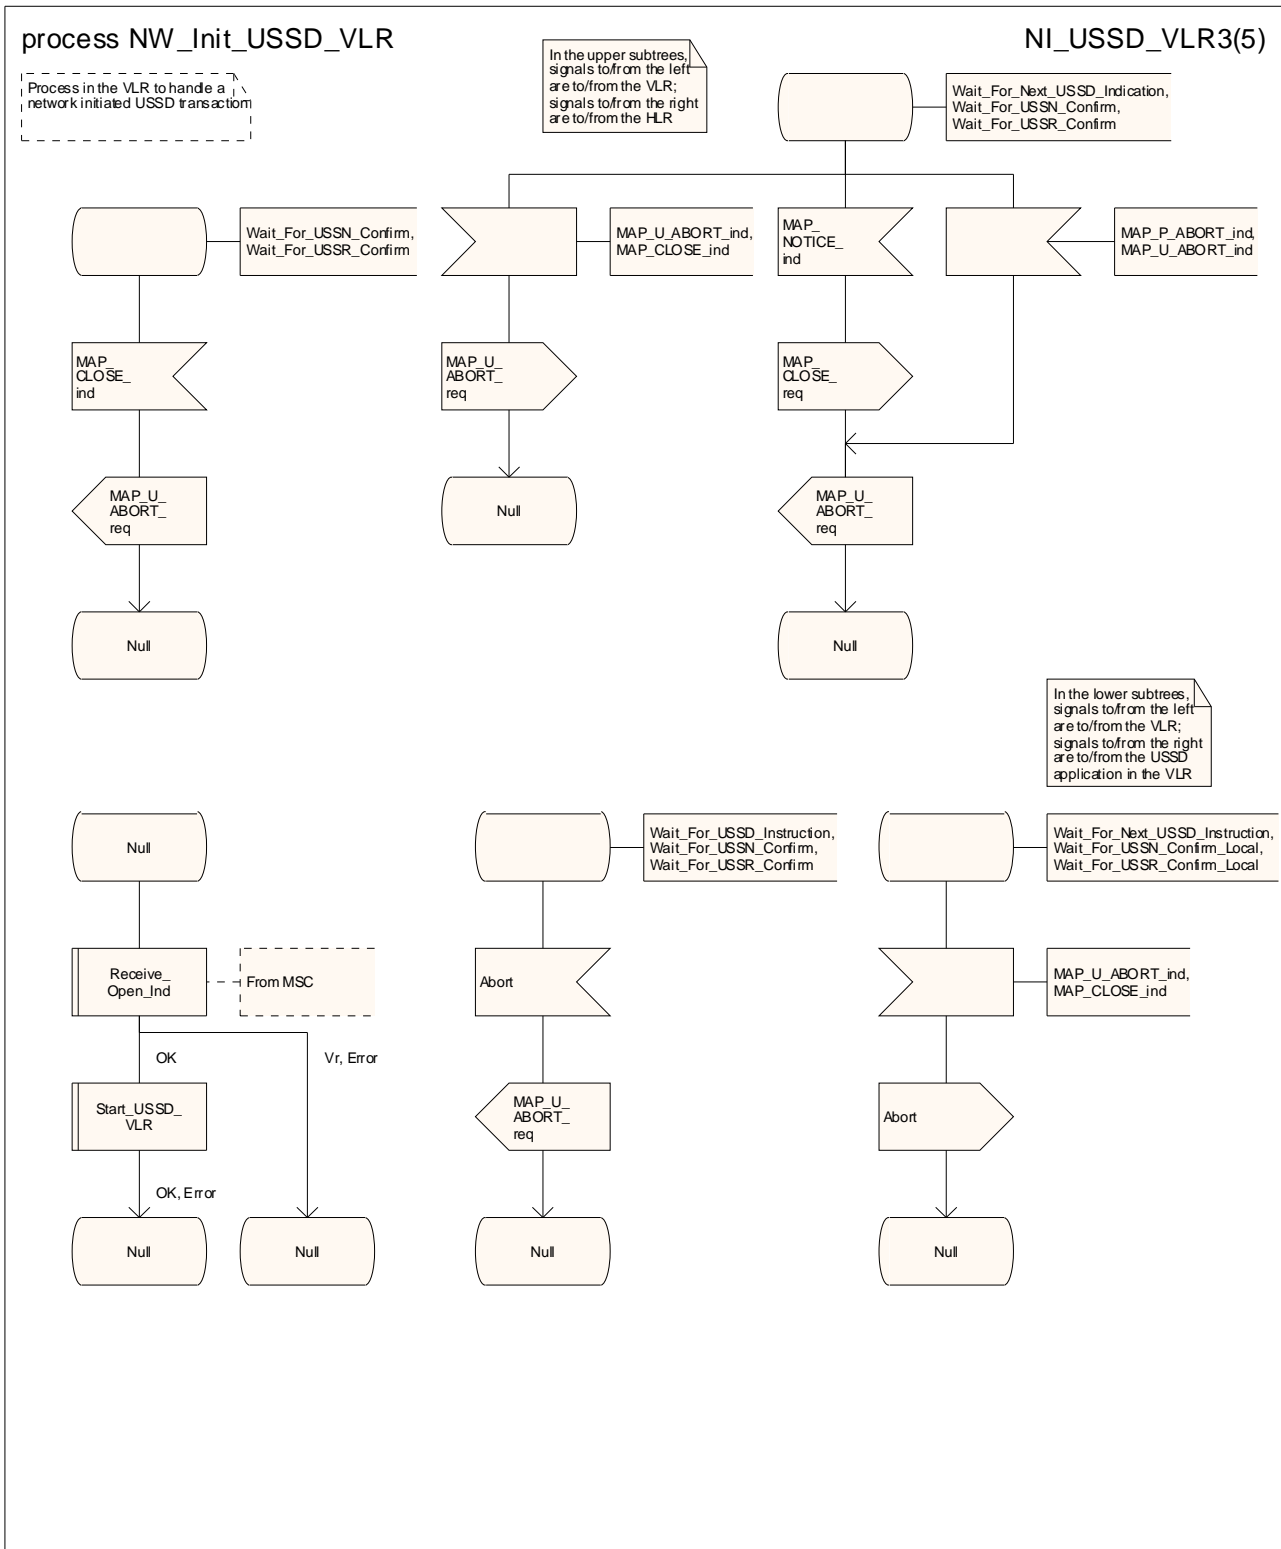 process NW_Init_USSD_VLR
NI_USSD_VLR3(5)
Process in the VLR to handle a
network initiated USSD transaction
In the upper subtrees,
signals to/from the left
are to/from the VLR;
signals to/from the right
are to/from the HLR
Wait_For_Next_USSD_Indication,
Wait_For_USSN_Confirm,
Wait_For_USSR_Confirm
Wait_For_USSN_Confirm,
Wait_For_USSR_Confirm
MAP_U_ABORT_ind,
MAP_CLOSE_ind
MAP_
NOTICE_
ind
MAP_P_ABORT_ind,
MAP_U_ABORT_ind
MAP_
CLOSE_
ind
MAP_U_
ABORT_
req
MAP_
CLOSE_
req
MAP_U_
ABORT_
req
Null
MAP_U_
ABORT_
req
Null
Null
In the lower subtrees,
signals to/from the left
are to/from the VLR;
signals to/from the right
are to/from the USSD
application in the VLR
Null
Wait_For_USSD_Instruction,
Wait_For_USSN_Confirm,
Wait_For_USSR_Confirm
Wait_For_Next_USSD_Instruction,
Wait_For_USSN_Confirm_Local,
Wait_For_USSR_Confirm_Local
Receive_
Open_Ind
From MSC
Abort
MAP_U_ABORT_ind,
MAP_CLOSE_ind
OK
Vr, Error
Start_USSD_
VLR
MAP_U_
ABORT_
req
Abort
OK, Error
Null
Null
Null
Null